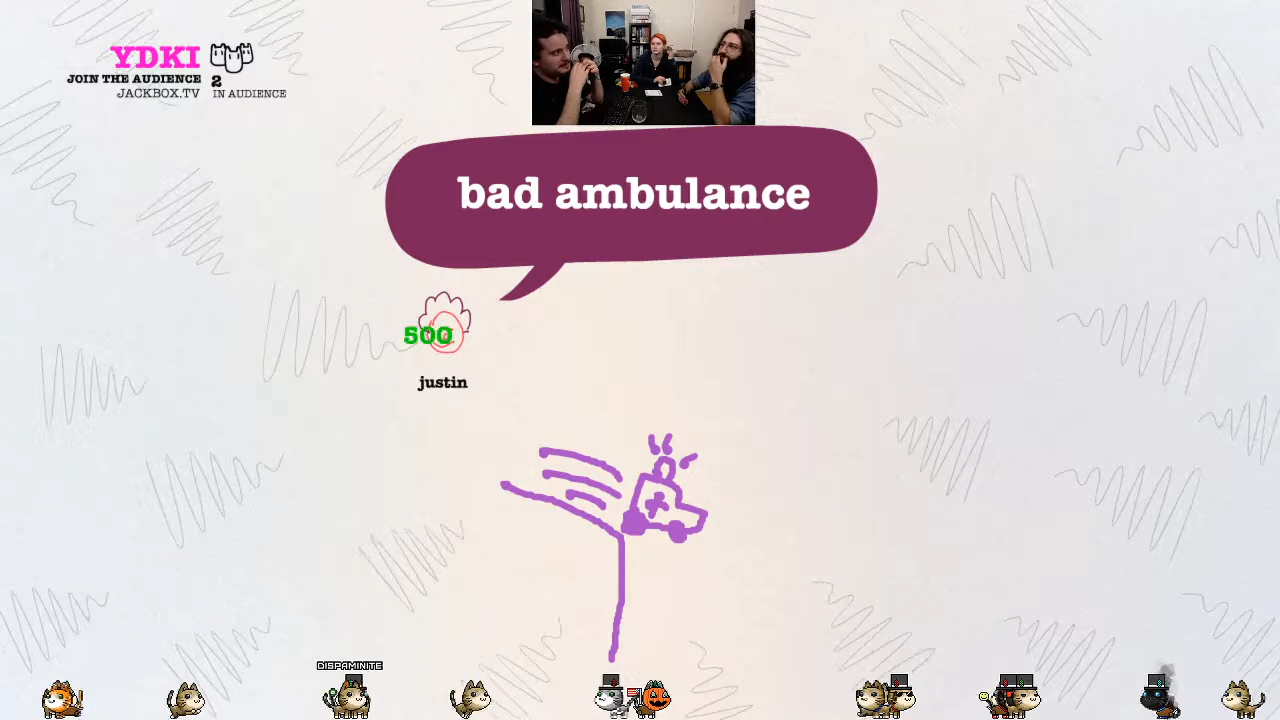 YDKI
JOIN THE AUDIENCE 2
JACKBOX.TV IN AUDIENCE
bad ambulance
500
justin
DISPAMINITE